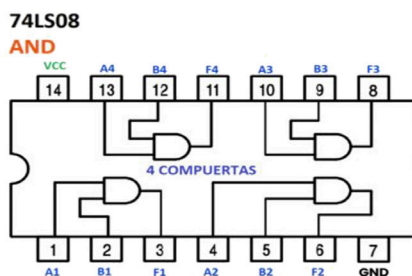 74LS08
AND
VCC A4 B4 F4 A3 B3 F3
14 13 12 11 10 9 8
4 COMPUERTAS
1 2 3 4 5 6 7
A1 B1 F1 A2 B2 F2 GND